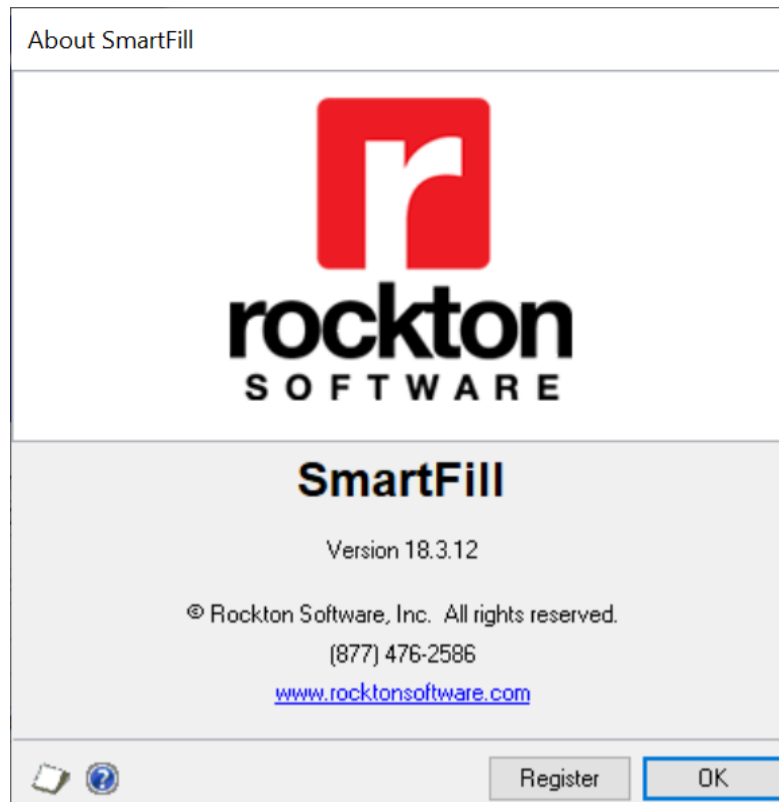 About SmartFill
r
rockton
SOFTWARE
SmartFill
Version 18.3.12
© Rockton Software, Inc. All rights reserved.
(877) 476-2586
www.rocktonsoftware.com
?
Register
OK